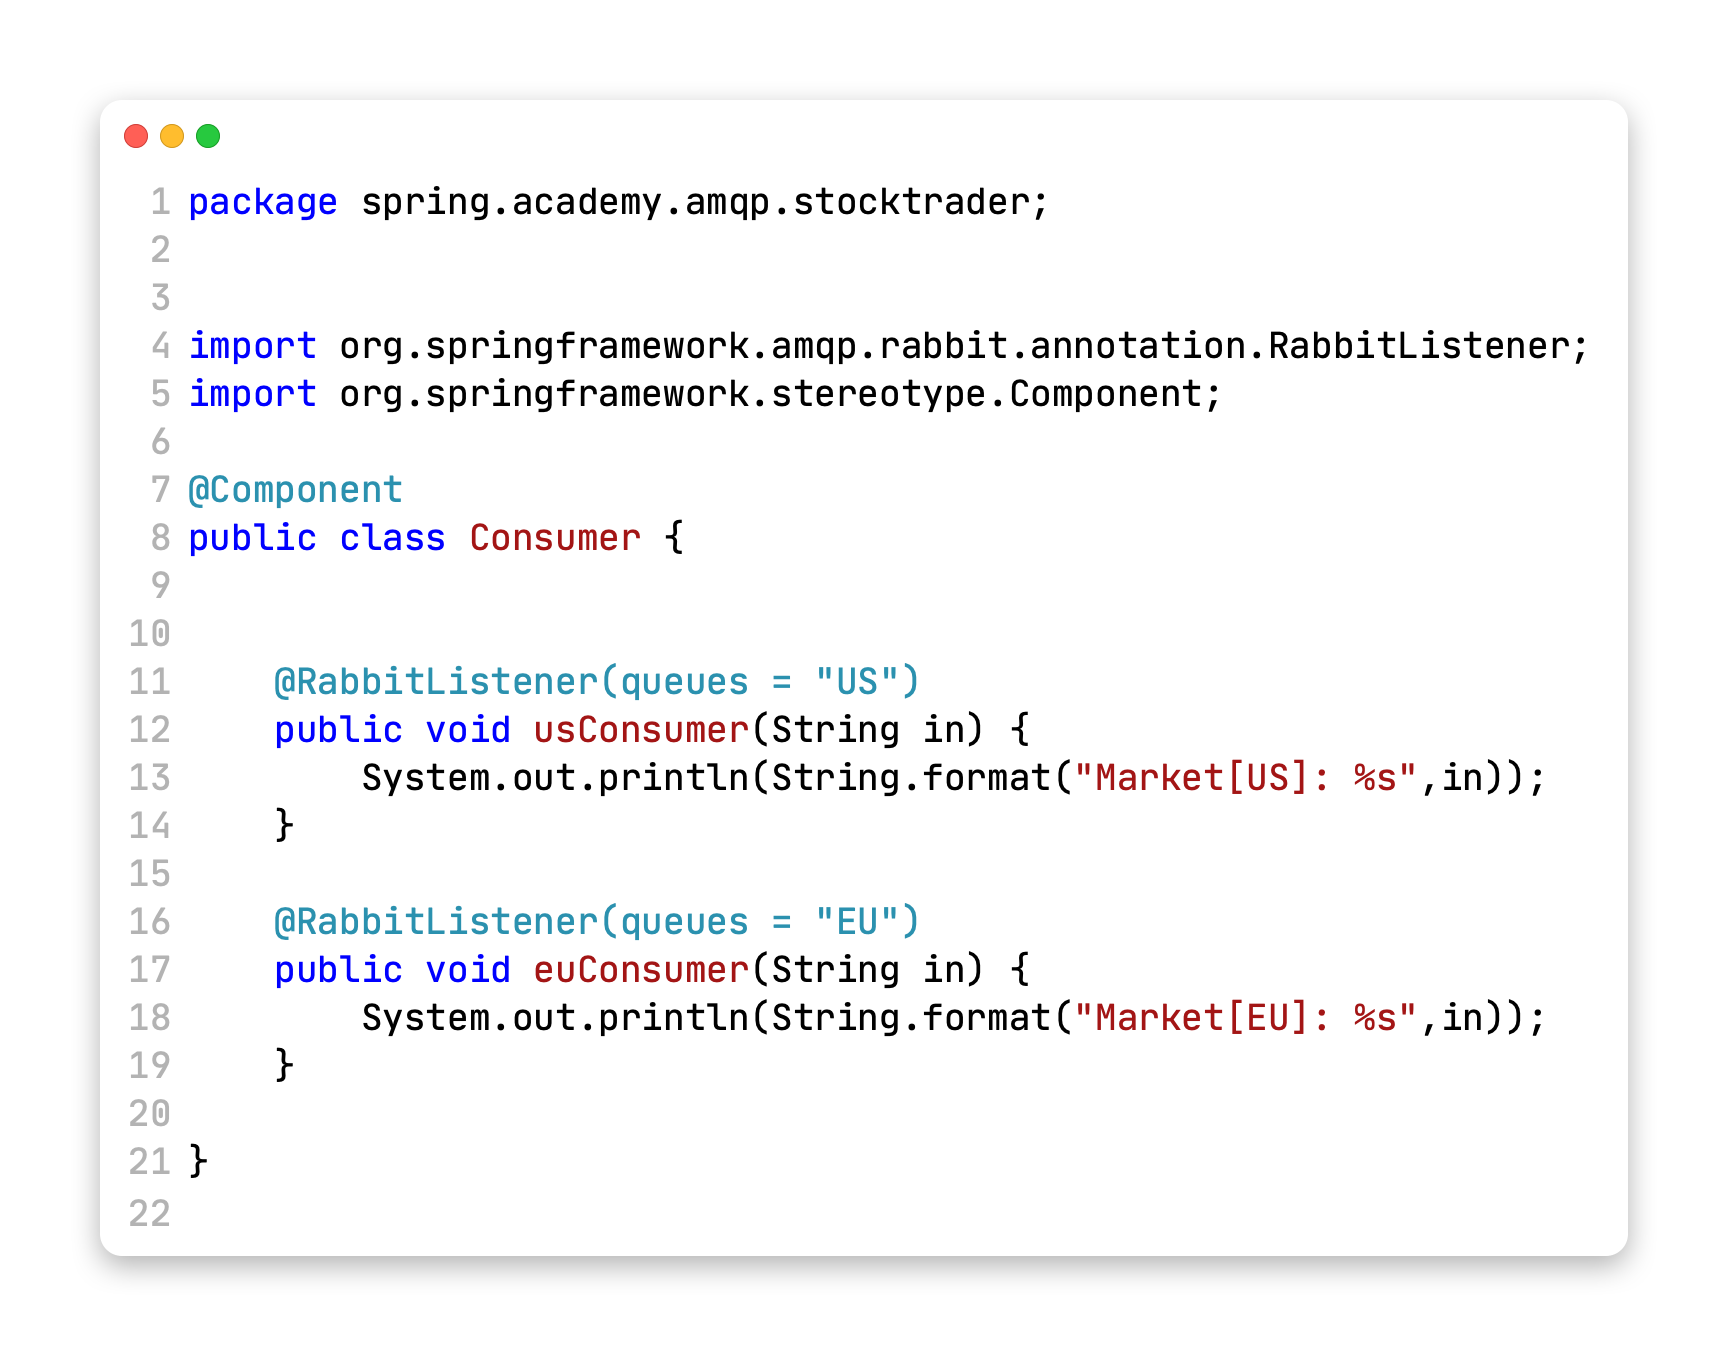 1 package spring.academy.amqp.stocktrader;
2
3
4 import org.springframework.amqp.rabbit.annotation.RabbitListener;
5 import org.springframework.stereotype.Component;
6
7 @Component
8 public class Consumer {
9
10
11     @RabbitListener(queues = "US")
12     public void usConsumer(String in) {
13         System.out.println(String.format("Market[US]: %s",in));
14     }
15
16     @RabbitListener(queues = "EU")
17     public void euConsumer(String in) {
18         System.out.println(String.format("Market[EU]: %s",in));
19     }
20
21 }
22